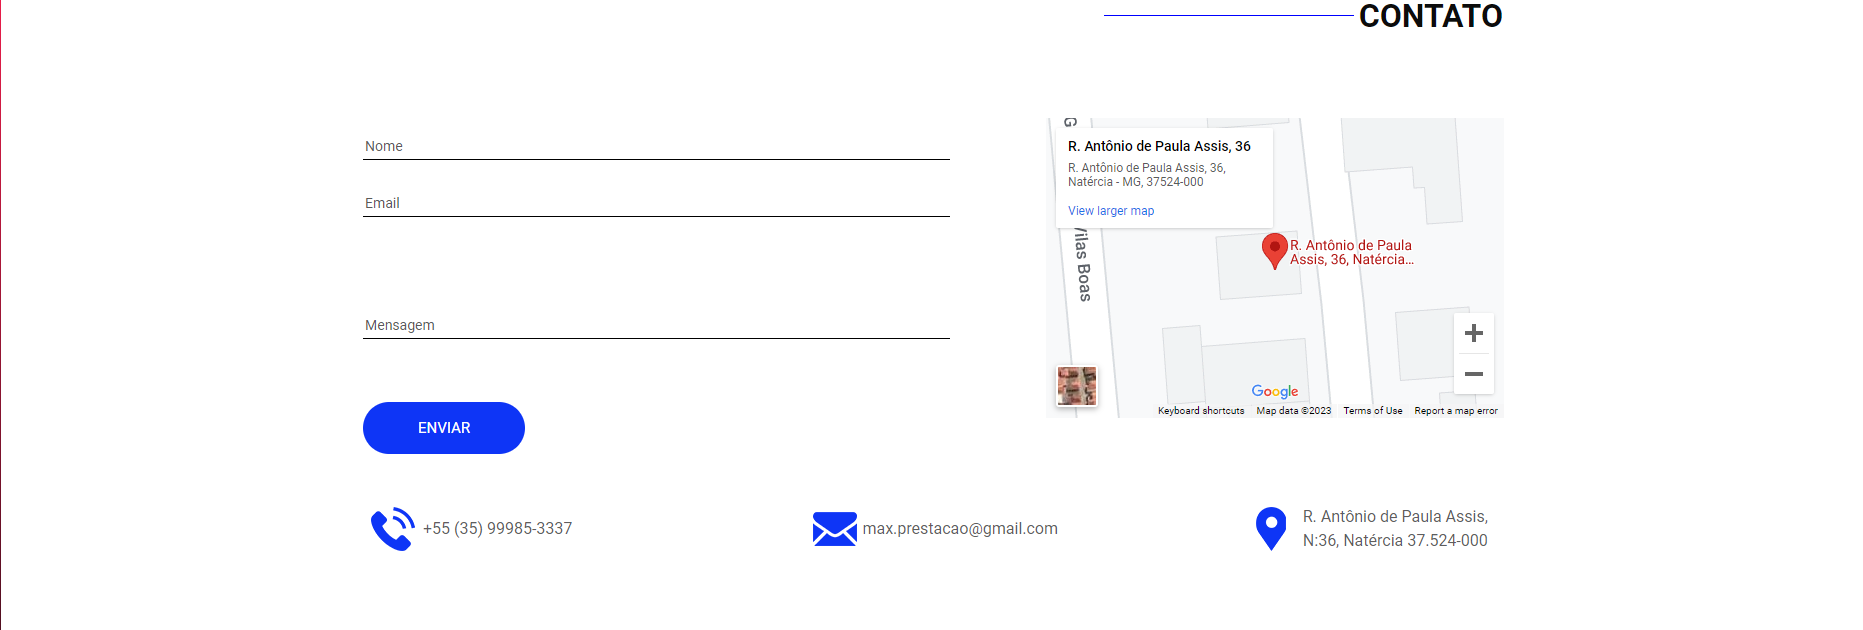 CONTATO
Nome
Email
Mensagem
ENVIAR
G
R. Antônio de Paula Assis, 36
R. Antônio de Paula Assis, 36,
Natércia - MG, 37524-000
View larger map
Vilas Boas
R. Antônio de Paula
Assis, 36, Natércia...
Google
Keyboard shortcuts
Map data ©2023
Terms of Use
Report a map error
+55 (35) 99985-3337
max.prestacao@gmail.com
R. Antônio de Paula Assis,
N:36, Natércia 37.524-000